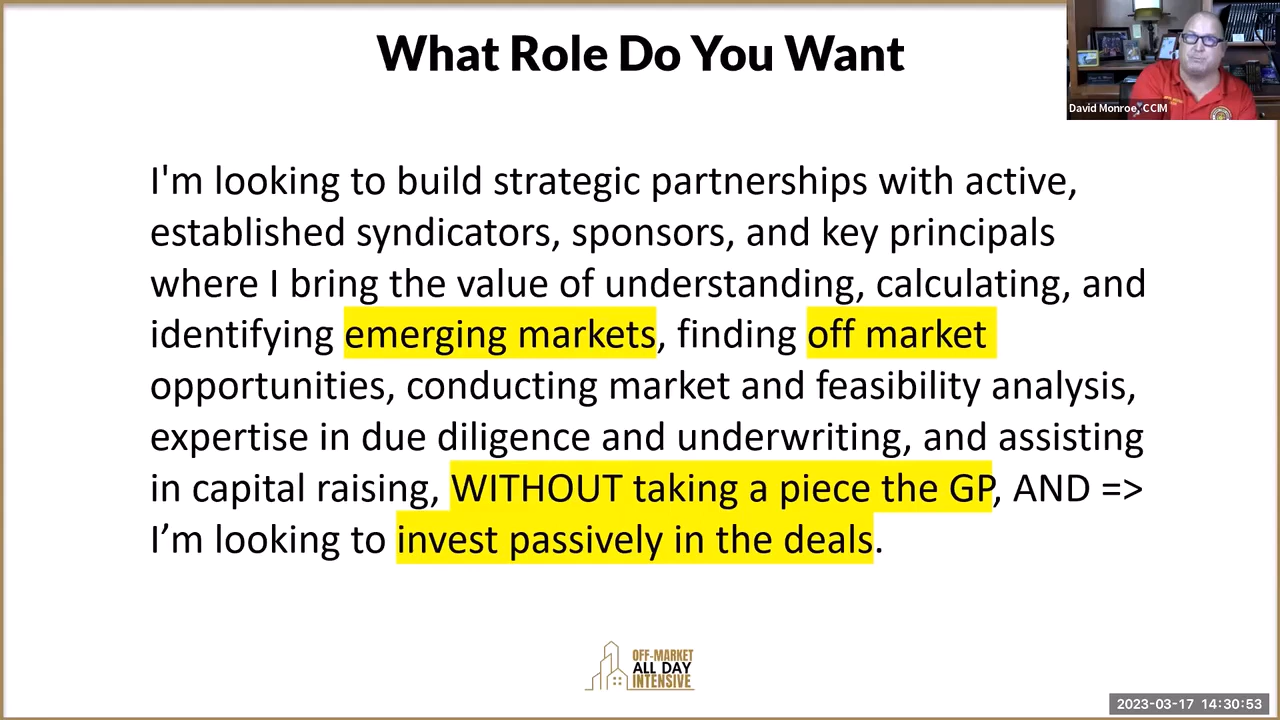 What Role Do You Want
David Monroe, CCIM
I'm looking to build strategic partnerships with active,
established syndicators, sponsors, and key principals
where I bring the value of understanding, calculating, and
identifying emerging markets, finding off market
opportunities, conducting market and feasibility analysis,
expertise in due diligence and underwriting, and assisting
in capital raising, WITHOUT taking a piece the GP, AND =>
I’m looking to invest passively in the deals.
OFF-MARKET
ALL DAY
INTENSIVE
2023-03-17 14:30:53